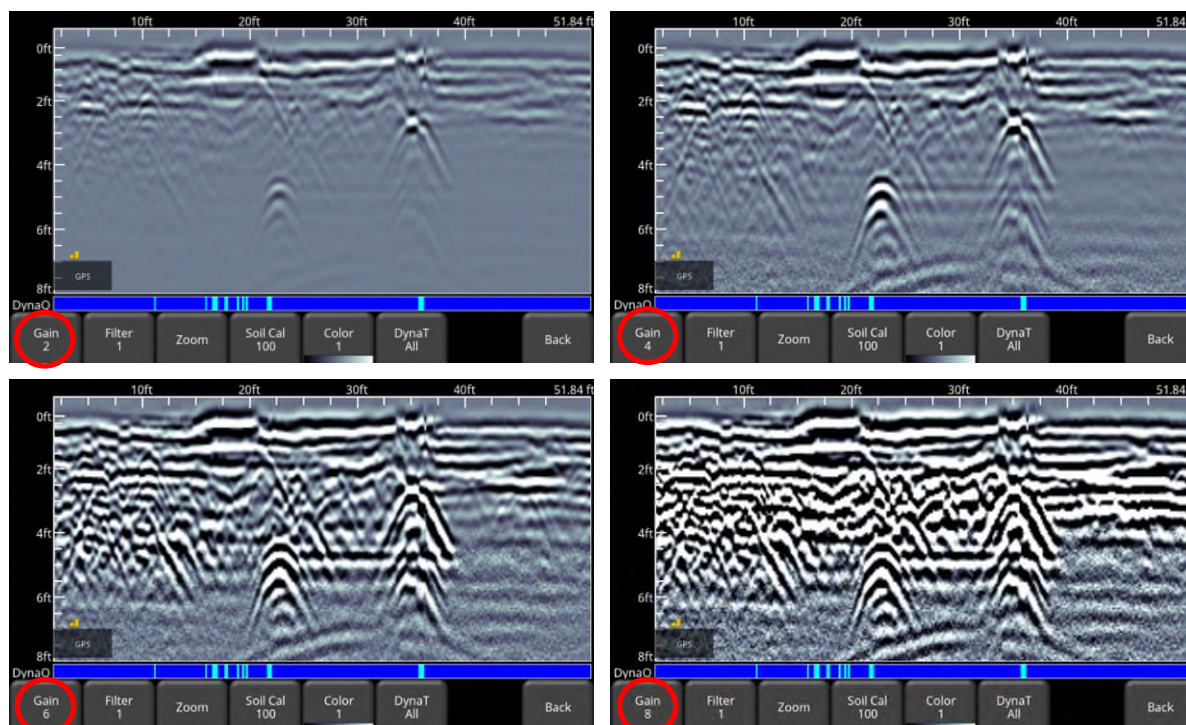 10ft 20ft 30ft 40ft 51.84 ft
0ft
2ft
4ft
6ft
GPS
8ft
DynaQ
Gain 2 Filter 1 Zoom Soil Cal 100 Color 1 DynaT All Back
10ft 20ft 30ft 40ft 51.84
0ft
2ft
4ft
6ft
GPS
8ft
DynaQ
Gain 4 Filter 1 Zoom Soil Cal 100 Color 1 DynaT All Back
10ft 20ft 30ft 40ft 51.84 ft
0ft
2ft
4ft
6ft
GPS
8ft
DynaQ
Gain 6 Filter 1 Zoom Soil Cal 100 Color 1 DynaT All Back
10ft 20ft 30ft 40ft 51.84
0ft
2ft
4ft
6ft
GPS
8ft
DynaQ
Gain 8 Filter 1 Zoom Soil Cal 100 Color 1 DynaT All Back